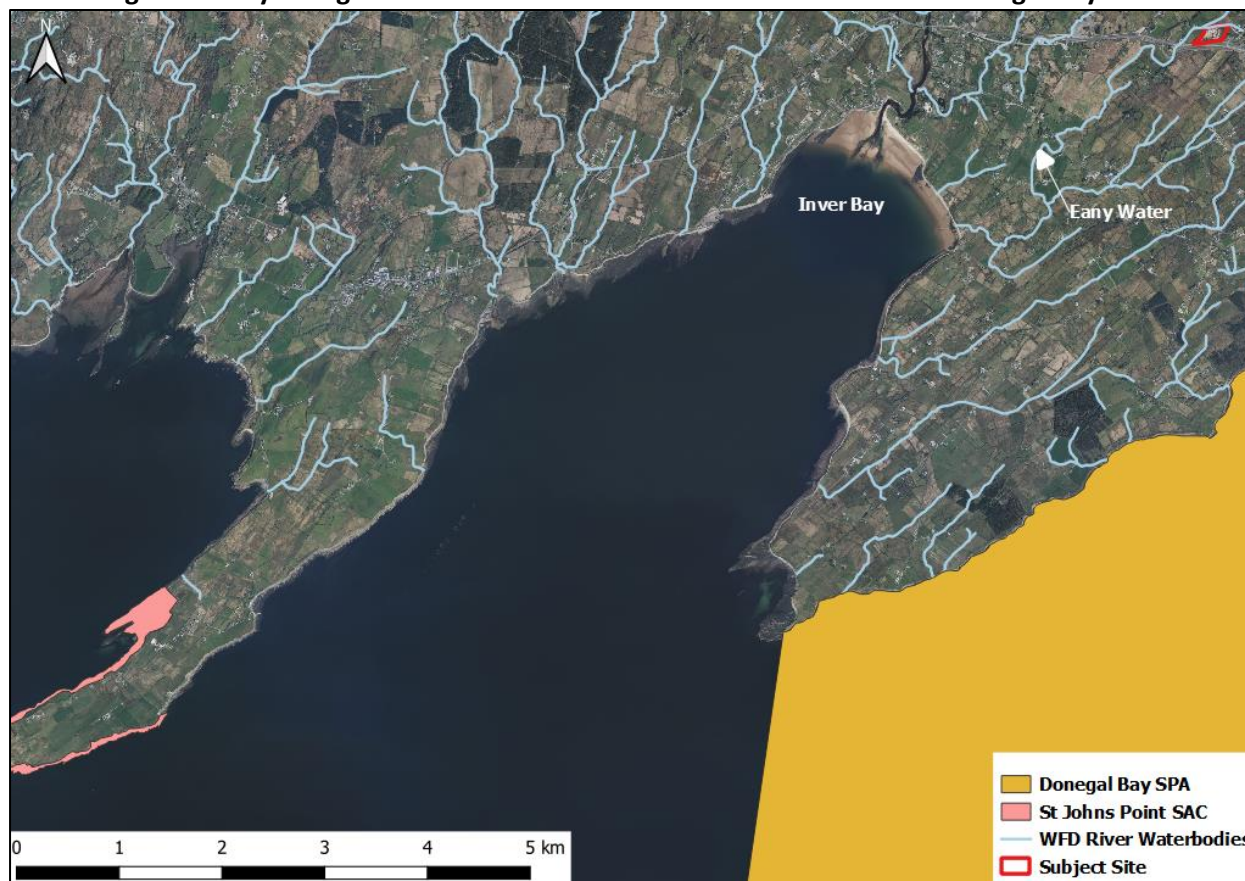 N
Inver Bay
Eany Water
Donegal Bay SPA
St Johns Point SAC
WFD River Waterbodies
Subject Site
0 1 2 3 4 5 km